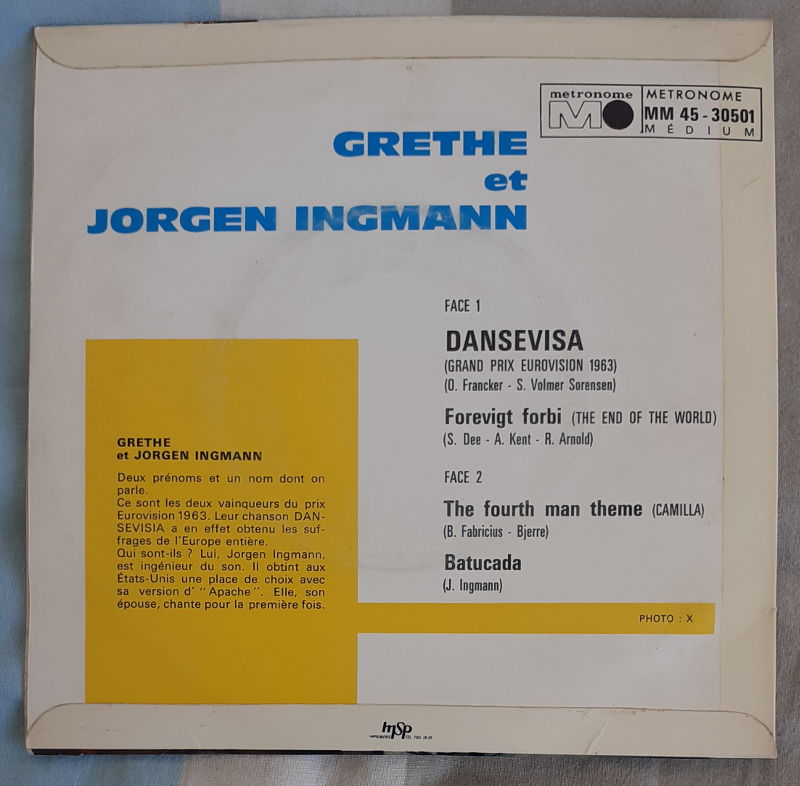 metronome
METRONOME
MM 45 - 30501
MÉDIUM
GRETHE
et
JORGEN INGMANN
FACE 1
DANSEVISA
(GRAND PRIX EUROVISION 1963)
(O. Francker - S. Volmer Sorensen)
Forevigt forbi (THE END OF THE WORLD)
(S. Dee - A. Kent - R. Arnold)
FACE 2
The fourth man theme (CAMILLA)
(B. Fabricius - Bjerre)
Batucada
(J. Ingmann)
GRETHE
et JORGEN INGMANN
Deux prénoms et un nom dont on
parle.
Ce sont les deux vainqueurs du prix
Eurovision 1963. Leur chanson DAN-
SEVISIA a en effet obtenu les suf-
frages de l'Europe entière.
Qui sont-ils ? Lui, Jorgen Ingmann,
est ingénieur du son. Il obtint aux
États-Unis une place de choix avec
sa version d' "Apache". Elle, son
épouse, chante pour la première fois.
PHOTO : X